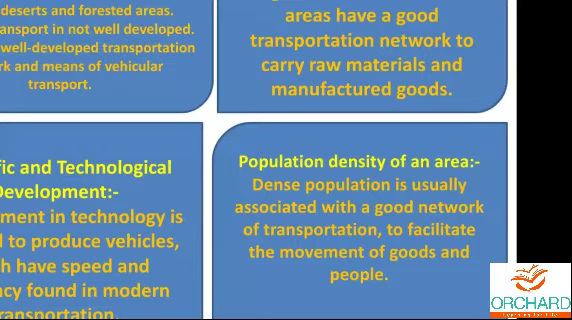 deserts and forested areas.
ansport in not well developed.
well-developed transportation
rk and means of vehicular
transport.
areas have a good
transportation network to
carry raw materials and
manufactured goods.
fic and Technological
Development:-
ment in technology is
d to produce vehicles,
h have speed and
ncy found in modern
transportation.
Population density of an area:-
Dense population is usually
associated with a good network
of transportation, to facilitate
the movement of goods and
people.
ORCHARD